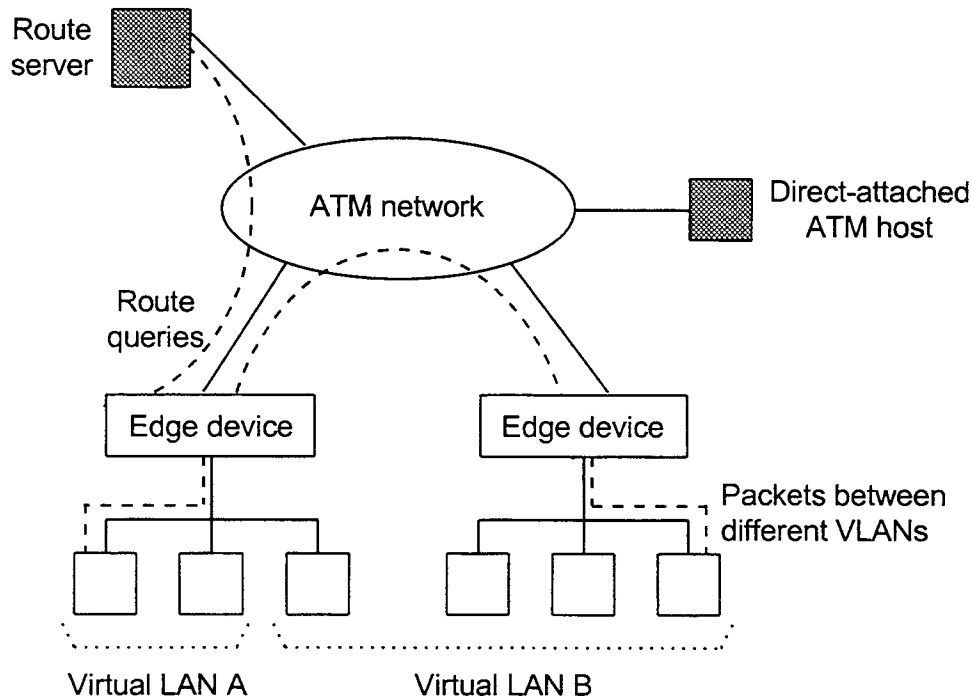 Route
server
ATM network
Direct-attached
ATM host
Route
queries
Edge device
Edge device
Packets between
different VLANs
Virtual LAN A
Virtual LAN B